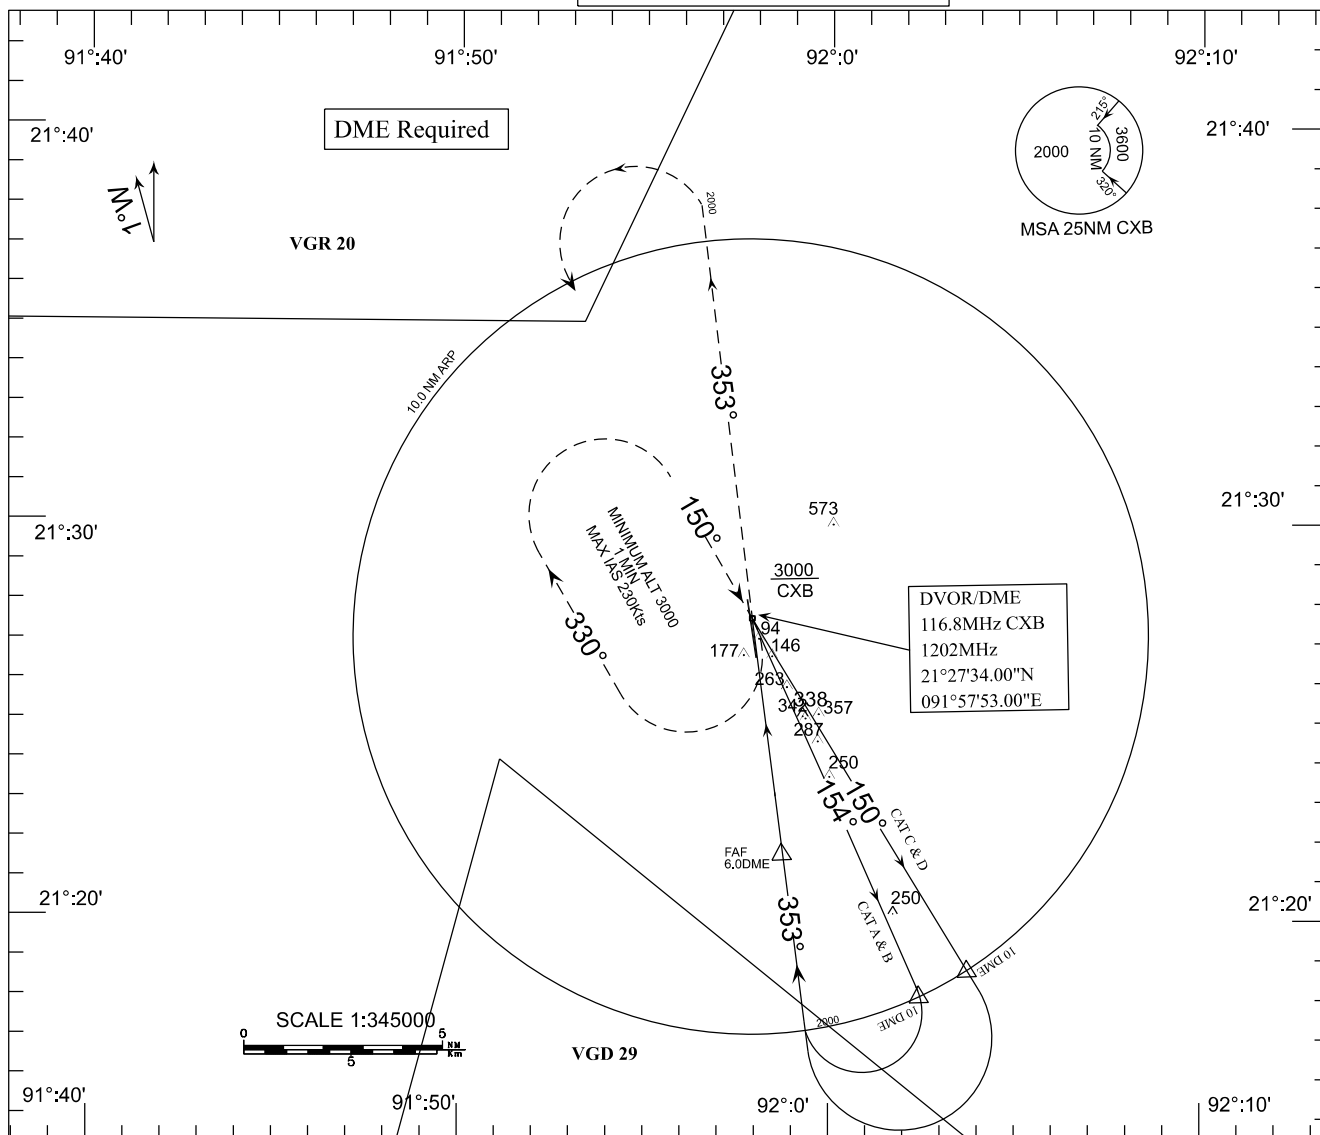 91°:40'
91°:50'
92°:0'
92°:10'
21°:40'
DME Required
21°:40'
2000
215°
10 NM
3600
320°
MSA 25NM CXB
1°W
VGR 20
2000
10.0 NM ARP
353°
21°:30'
21°:30'
573
150°
MINIMUM ALT 3000
1 MIN
MAX IAS 230Kts
330°
3000
CXB
DVOR/DME
116.8MHz CXB
1202MHz
21°27'34.00"N
091°57'53.00"E
94
146
177
263
338
342
357
287
250
154°
150°
CAT C & D
FAF
6.0DME
250
CAT A & B
353°
21°:20'
21°:20'
10 DME
10 DME
2000
SCALE 1:345000
0
5
NM
Km
5
VGD 29
91°:40'
91°:50'
92°:0'
92°:10'